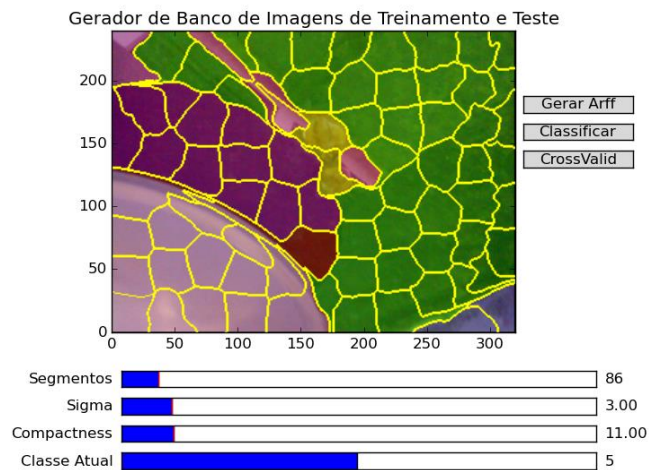 Gerador de Banco de Imagens de Treinamento e Teste
200
150
100
50
0
0 50 100 150 200 250 300
Gerar Arff
Classificar
CrossValid
Segmentos 86
Sigma 3.00
Compactness 11.00
Classe Atual 5